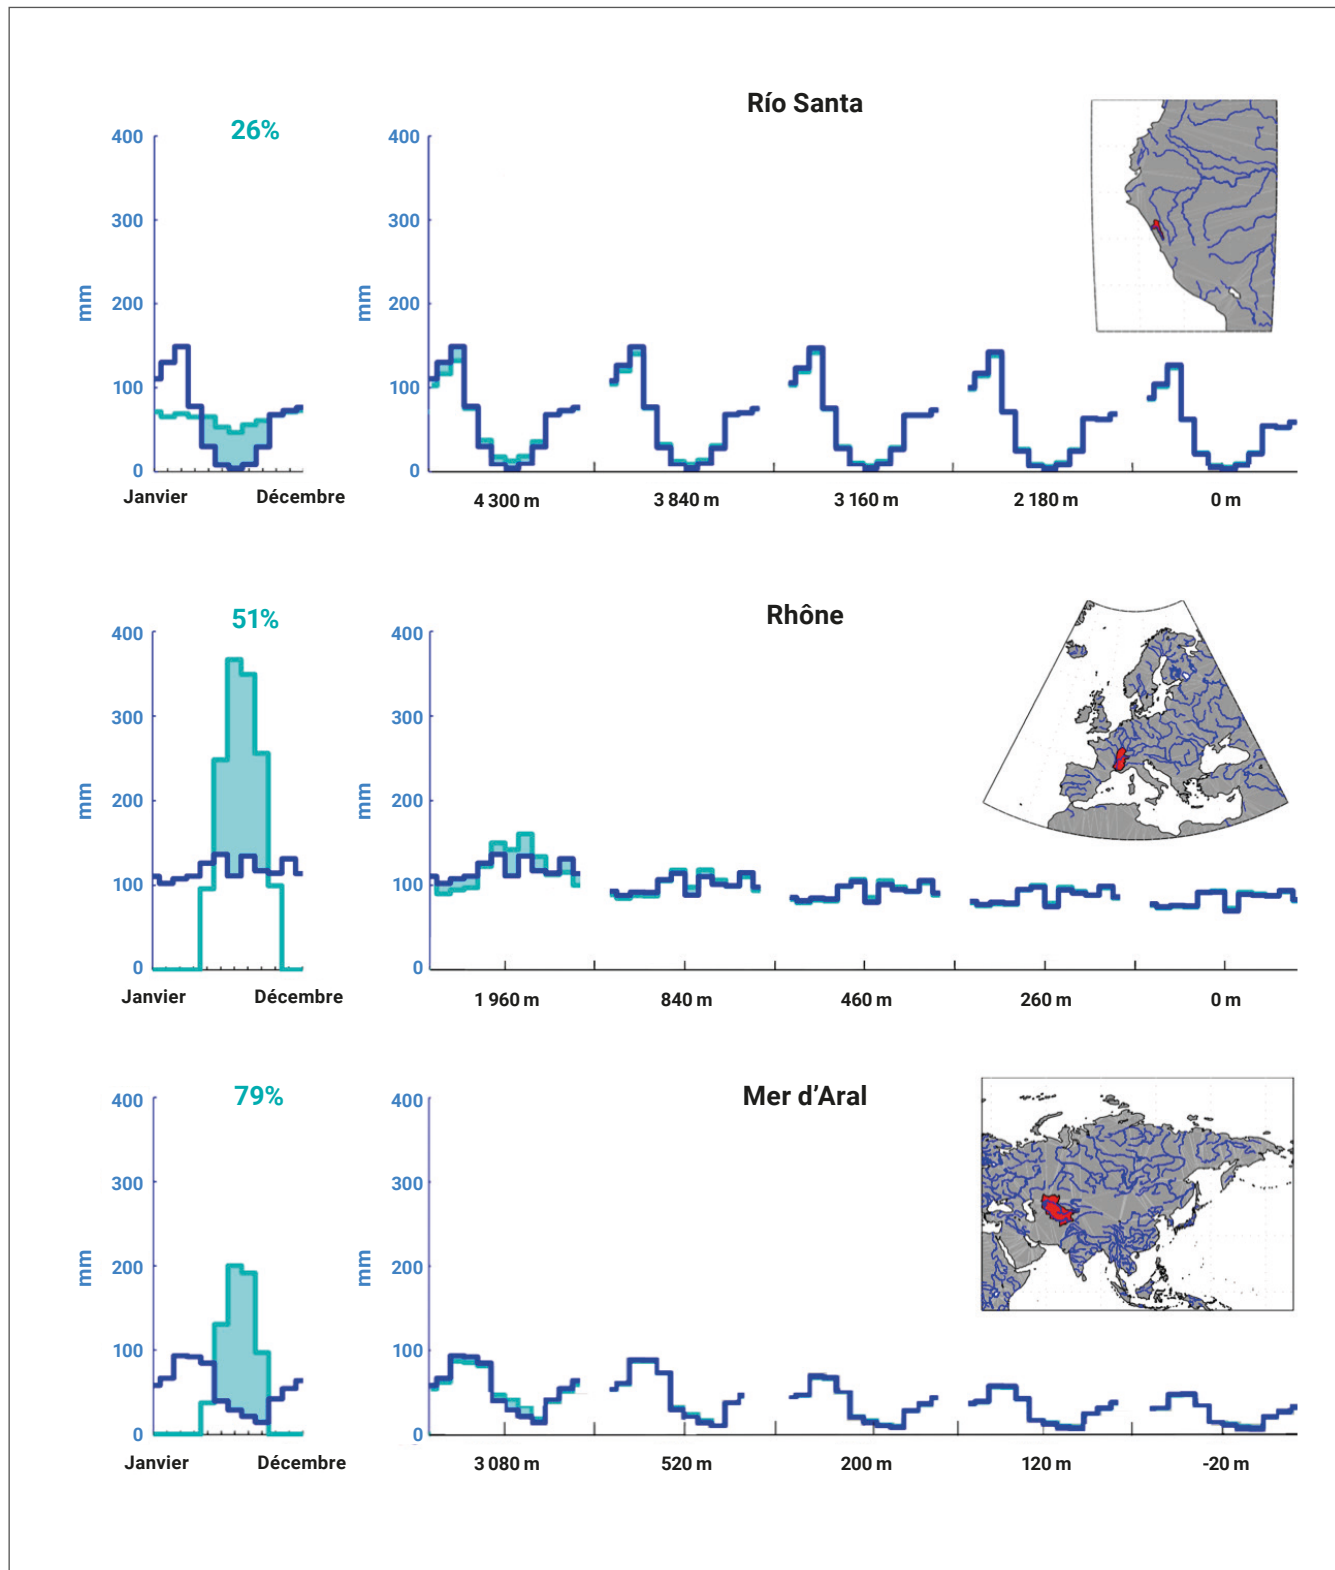 Río Santa
26%
400
300
200
100
0
mm
Janvier
Décembre
400
300
200
100
0
mm
4 300 m
3 840 m
3 160 m
2 180 m
0 m
Rhône
51%
400
300
200
100
0
mm
Janvier
Décembre
400
300
200
100
0
mm
1 960 m
840 m
460 m
260 m
0 m
Mer d’Aral
79%
400
300
200
100
0
mm
Janvier
Décembre
400
300
200
100
0
mm
3 080 m
520 m
200 m
120 m
-20 m